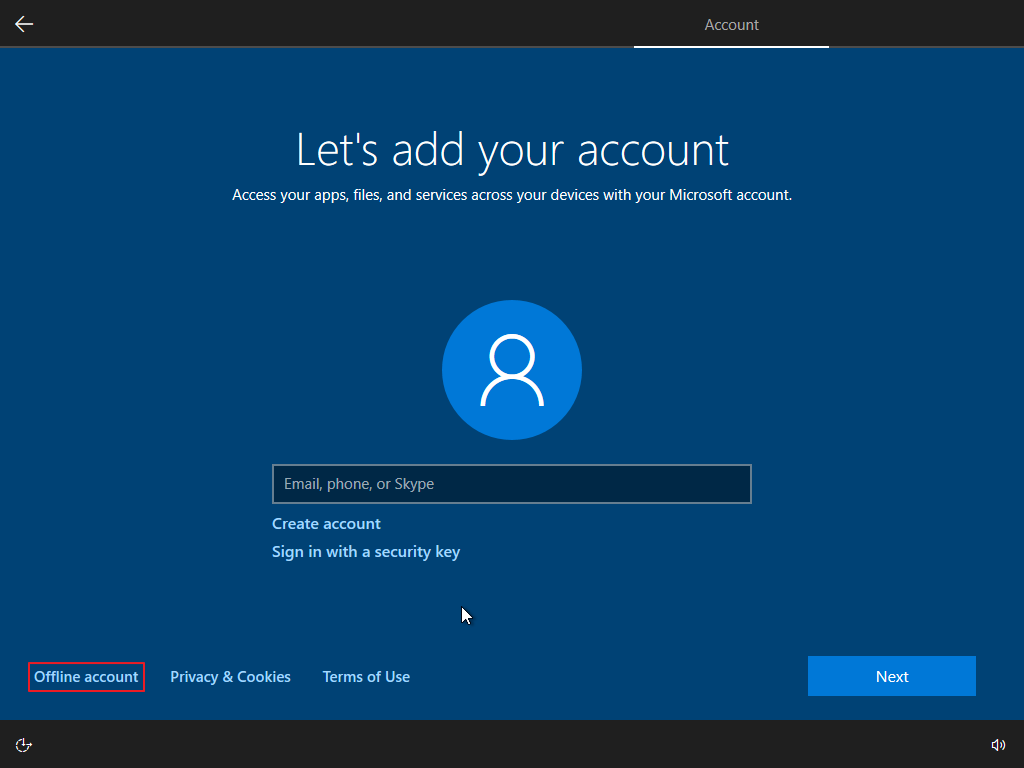 Account
Let's add your account
Access your apps, files, and services across your devices with your Microsoft account.
Email, phone, or Skype
Create account
Sign in with a security key
Offline account
Privacy & Cookies
Terms of Use
Next